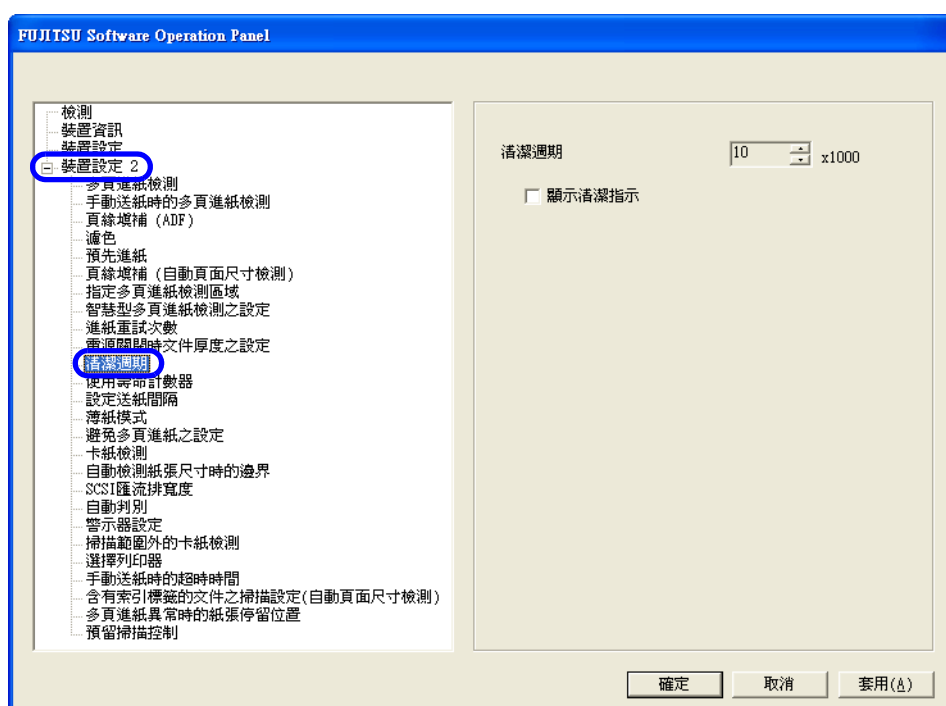 FUJITSU Software Operation Panel
檢測
裝置資訊
裝置設定
裝置設定 2
多頁進紙檢測
手動送紙時的多頁進紙檢測
頁緣填補 (ADF)
濾色
預先進紙
頁緣填補 (自動頁面尺寸檢測)
指定多頁進紙檢測區域
智慧型多頁進紙檢測之設定
進紙重試次數
電源關閉時文件厚度之設定
清潔週期
使用壽命計數器
設定送紙間隔
薄紙模式
避免多頁進紙之設定
卡紙檢測
自動檢測紙張尺寸時的邊界
SCSI匯流排寬度
自動判別
警示器設定
掃描範圍外的卡紙檢測
選擇列印器
手動送紙時的超時時間
含有索引標籤的文件之掃描設定(自動頁面尺寸檢測)
多頁進紙異常時的紙張停留位置
預留掃描控制
清潔週期 10 x1000
顯示清潔指示
確定 取消 套用(A)